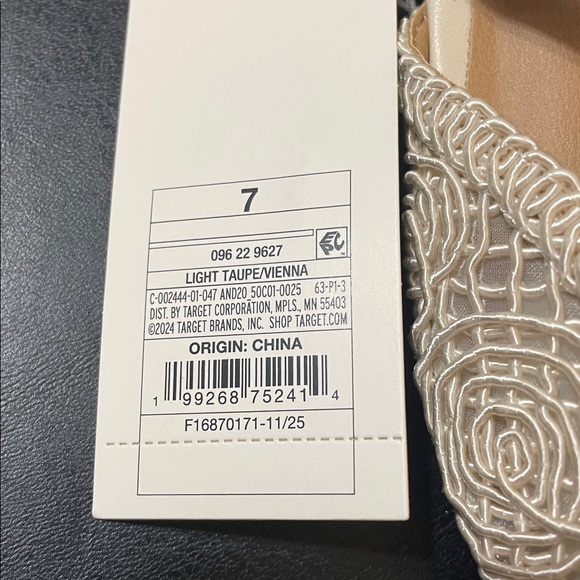 7
096 22 9627
EPC
LIGHT TAUPE/VIENNA
C-002444-01-047 AND20_50C01-0025 63-P1-3
DIST. BY TARGET CORPORATION, MPLS., MN 55403
©2024 TARGET BRANDS, INC. SHOP TARGET.COM
ORIGIN: CHINA
1 99268 75241 4
F16870171-11/25